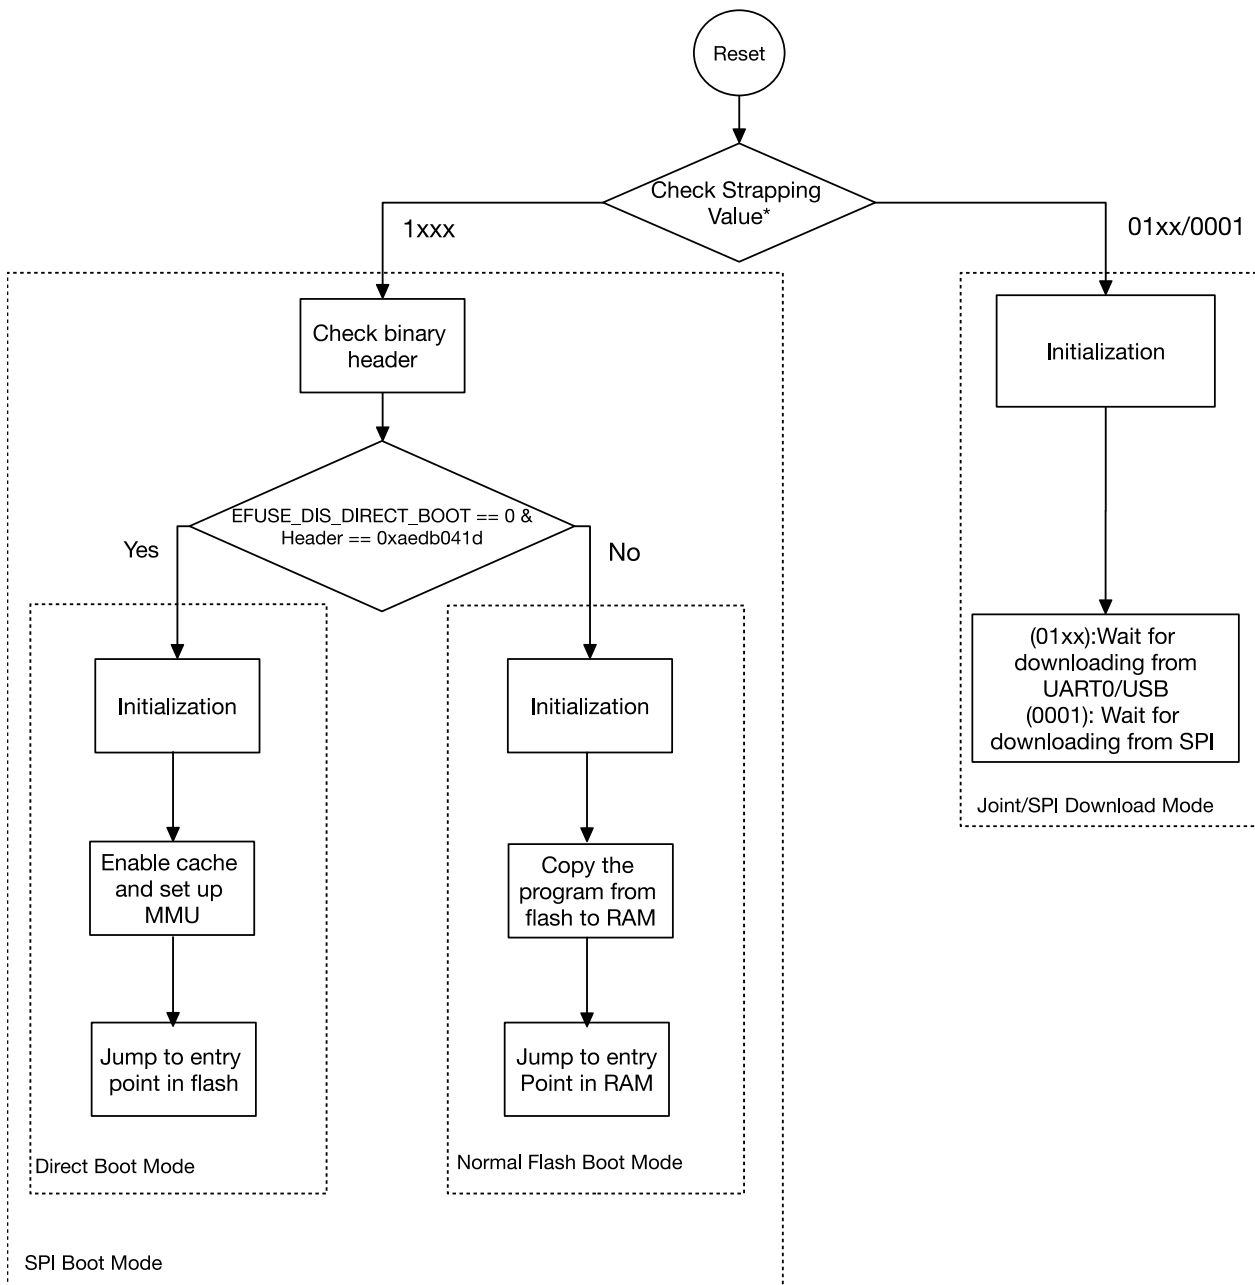 Reset
Check Strapping
Value*
1xxx
01xx/0001
Check binary
header
Initialization
EFUSE_DIS_DIRECT_BOOT == 0 &
Header == 0xaedb041d
Yes
No
(01xx):Wait for
downloading from
UART0/USB
(0001): Wait for
downloading from SPI
Joint/SPI Download Mode
Initialization
Initialization
Enable cache
and set up
MMU
Copy the
program from
flash to RAM
Jump to entry
point in flash
Jump to entry
Point in RAM
Direct Boot Mode
Normal Flash Boot Mode
SPI Boot Mode